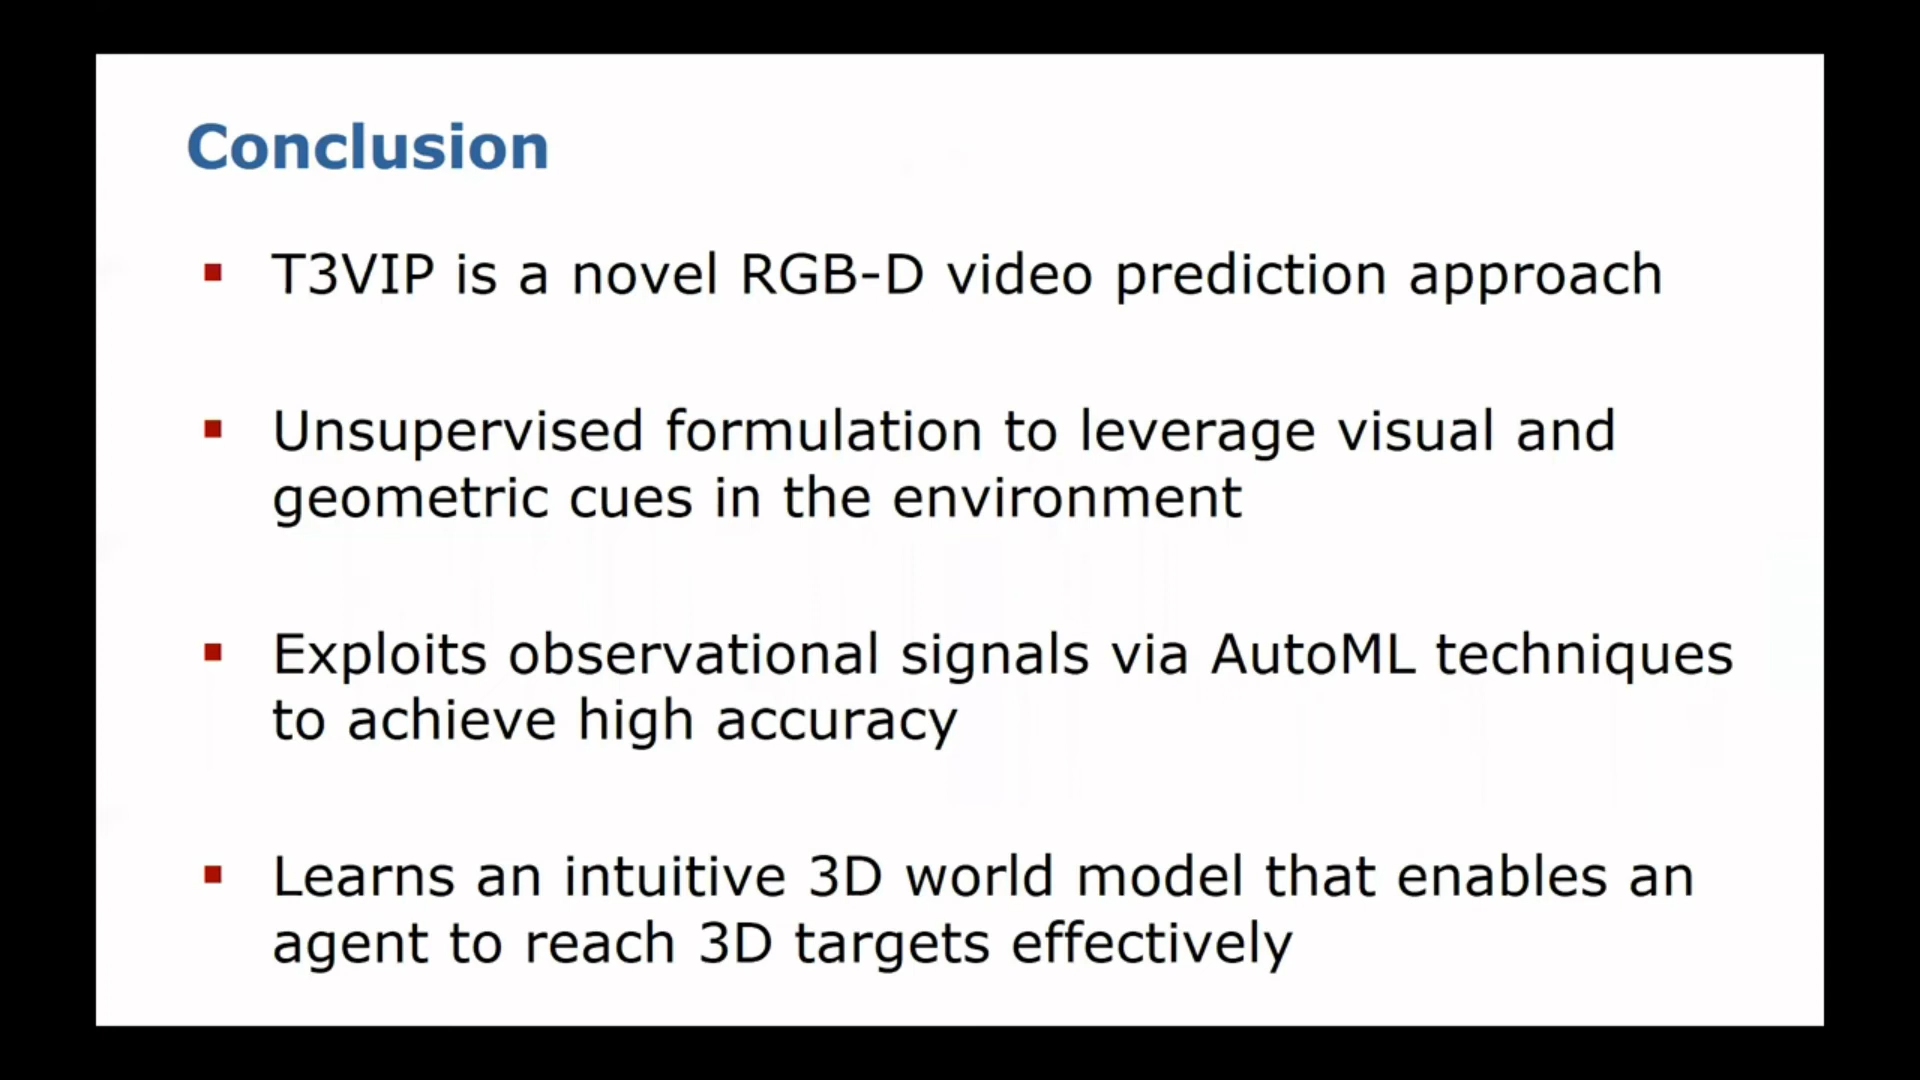 Conclusion
T3VIP is a novel RGB-D video prediction approach
Unsupervised formulation to leverage visual and
geometric cues in the environment
Exploits observational signals via AutoML techniques
to achieve high accuracy
Learns an intuitive 3D world model that enables an
agent to reach 3D targets effectively